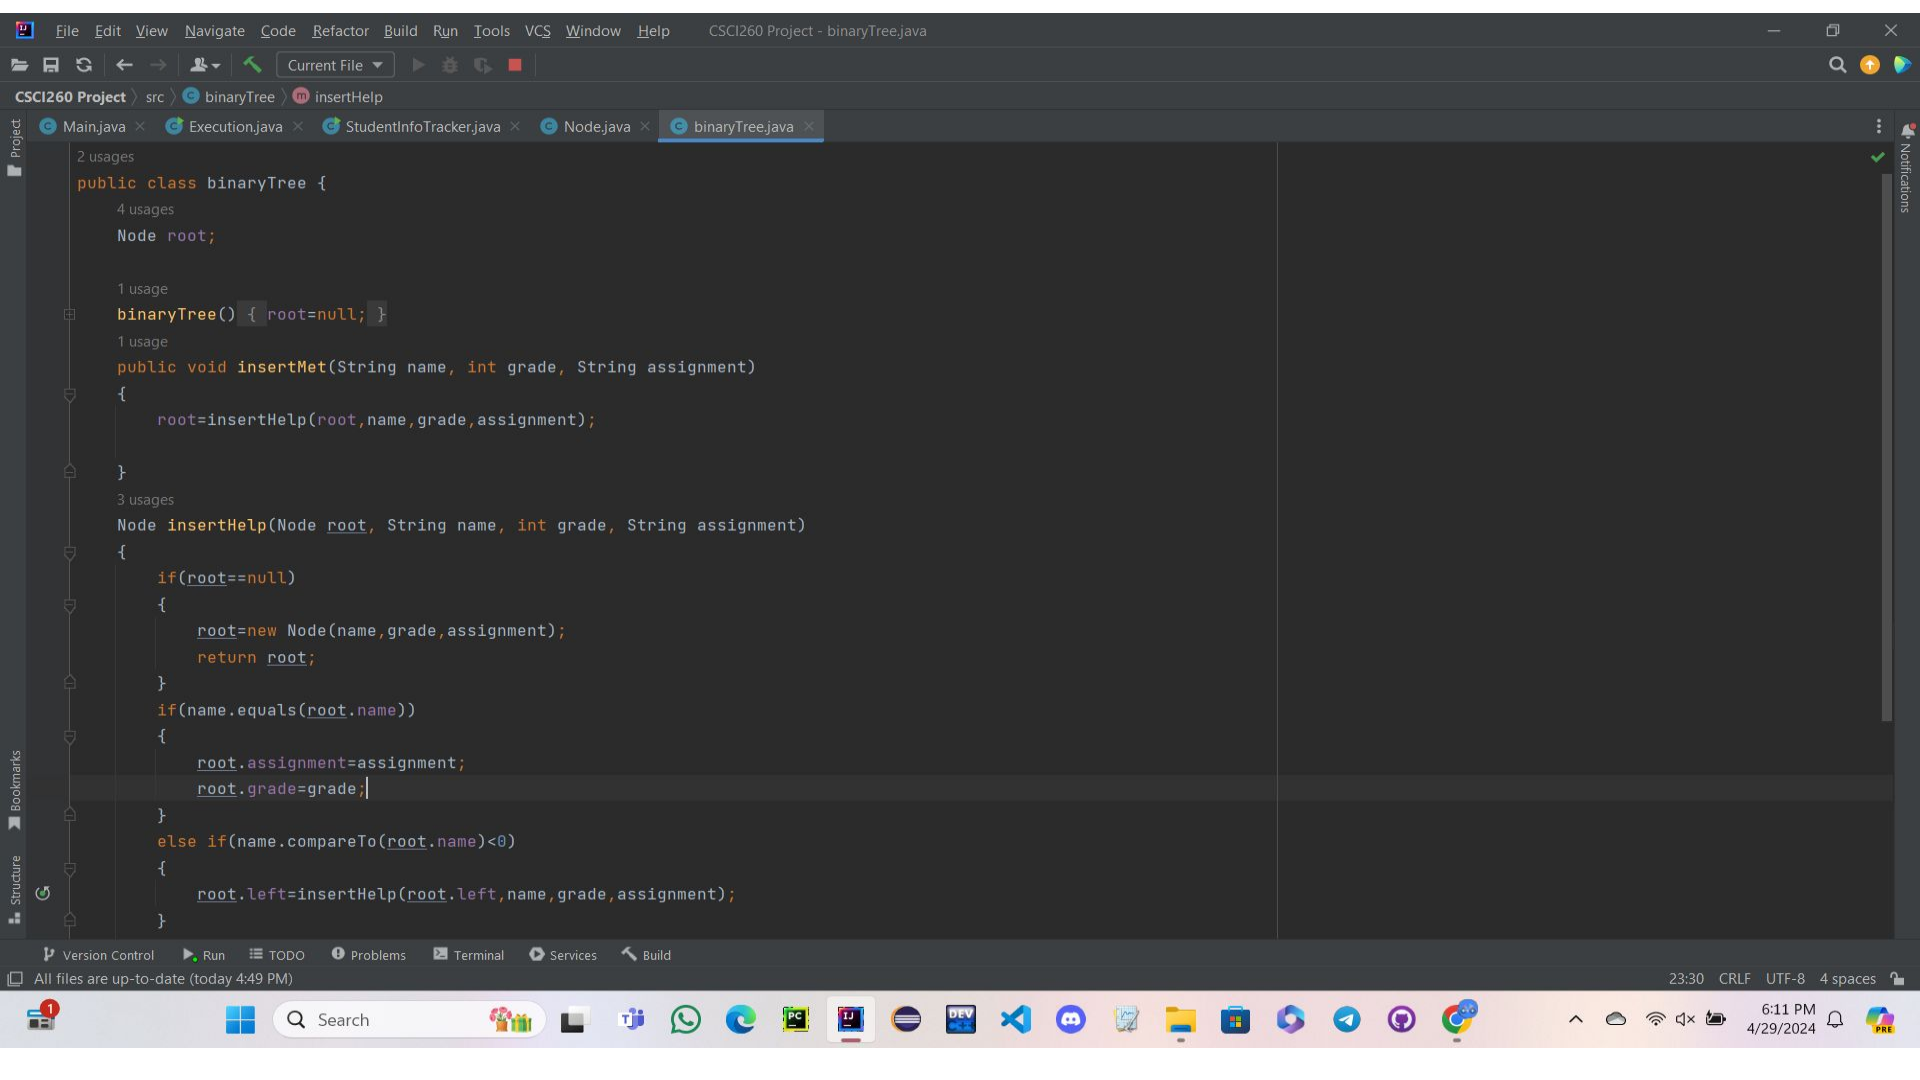 File Edit View Navigate Code Refactor Build Run Tools VCS Window Help CSCI260 Project - binaryTree.java
Current File
CSCI260 Project src binaryTree insertHelp
Main.java Execution.java StudentInfoTracker.java Node.java binaryTree.java
Project
Notifications
2 usages
public class binaryTree {
4 usages
Node root;
1 usage
binaryTree() { root=null; }
1 usage
public void insertMet(String name, int grade, String assignment)
{
root=insertHelp(root,name,grade,assignment);
}
3 usages
Node insertHelp(Node root, String name, int grade, String assignment)
{
if(root==null)
{
root=new Node(name,grade,assignment);
return root;
}
if(name.equals(root.name))
{
root.assignment=assignment;
root.grade=grade;
}
else if(name.compareTo(root.name)<0)
{
root.left=insertHelp(root.left,name,grade,assignment);
}
Bookmarks
Structure
Version Control Run TODO Problems Terminal Services Build
All files are up-to-date (today 4:49 PM) 23:30 CRLF UTF-8 4 spaces
1 Search PC IJ DEV 6:11 PM
4/29/2024 PRE